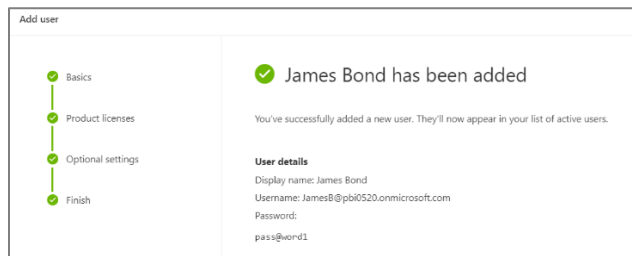 Add user
Basics
Product licenses
Optional settings
Finish
James Bond has been added
You've successfully added a new user. They'll now appear in your list of active users.
User details
Display name: James Bond
Username: JamesB@pbi0520.onmicrosoft.com
Password:
pass@word1